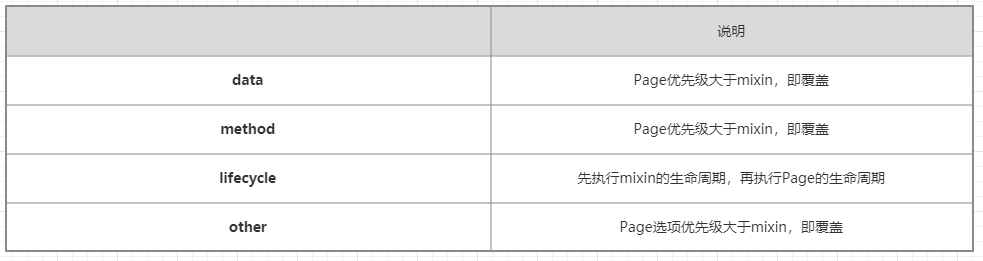 说明
data
Page优先级大于mixin，即覆盖
method
Page优先级大于mixin，即覆盖
lifecycle
先执行mixin的生命周期，再执行Page的生命周期
other
Page选项优先级大于mixin，即覆盖